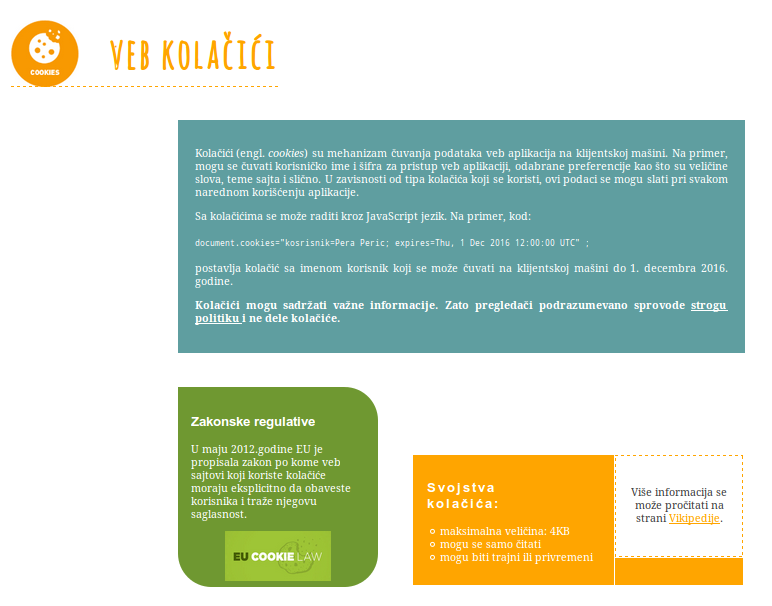 COOKIES
VEB KOLAČIĆI
Kolačići (engl. cookies) su mehanizam čuvanja podataka veb aplikacija na klijentskoj mašini. Na primer,
mogu se čuvati korisničko ime i šifra za pristup veb aplikaciji, odabrane preferencije kao što su veličine
slova, teme sajta i slično. U zavisnosti od tipa kolačića koji se koristi, ovi podaci se mogu slati pri svakom
narednom korišćenju aplikacije.
Sa kolačićima se može raditi kroz JavaScript jezik. Na primer, kod:
document.cookies="kosrisnik=Pera Peric; expires=Thu, 1 Dec 2016 12:00:00 UTC" ;
postavlja kolačić sa imenom korisnik koji se može čuvati na klijentskoj mašini do 1. decembra 2016.
godine.
Kolačići mogu sadržati važne informacije. Zato pregledači podrazumevano sprovode strogu
politiku i ne dele kolačiće.
Zakonske regulative
U maju 2012.godine EU je
propisala zakon po kome veb
sajtovi koji koriste kolačiće
moraju eksplicitno da obaveste
korisnika i traže njegovu
saglasnost.
EU COOKIE LAW
Svojstva
kolačića:
maksimalna veličina: 4KB
mogu se samo čitati
mogu biti trajni ili privremeni
Više informacija se
može pročitati na
strani Vikipedije.